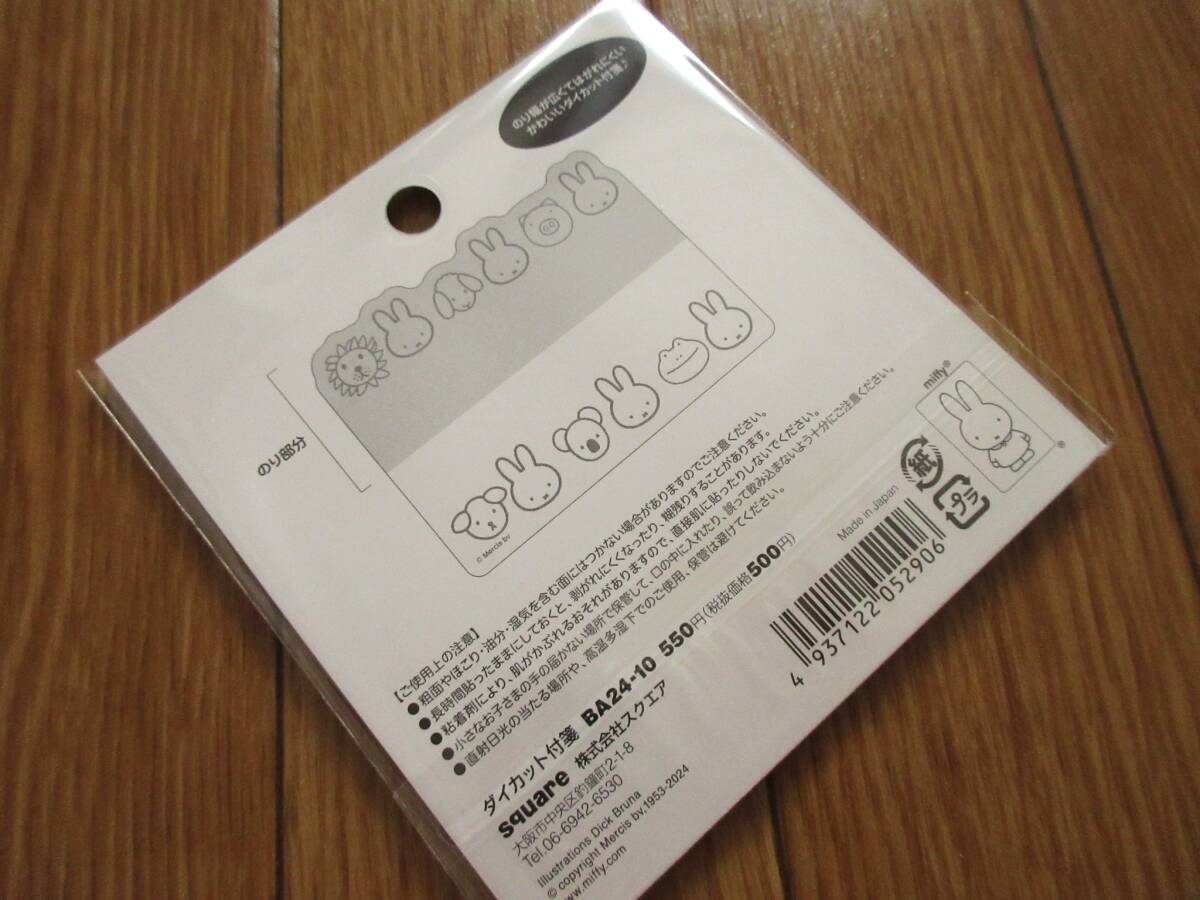 のり幅が広くてはがれにくい
かわいいダイカット付箋♪
のり部分
© Mercis bv
【ご使用上の注意】
●粗面やほこり・油分・湿気を含む面にはつかない場合がありますのでご注意ください。
●長時間貼ったままにしておくと、剥がれにくくなったり、糊残りすることがあります。
●粘着剤により、肌がかぶれるおそれがありますので、直接肌に貼ったりしないでください。
●小さなお子さまの手の届かない場所で保管して、口の中に入れたり、誤って飲み込まないよう十分にご注意ください。
●直射日光の当たる場所や、高温多湿下でのご使用、保管は避けてください。
ダイカット付箋 BA24-10 550円(税抜価格500円)
square 株式会社スクエア
大阪市中央区釣鐘町2-1-8
Tel.06-6942-6530
Illustrations Dick Bruna
© copyright Mercis bv,1953-2024
www.miffy.com
miffy®
®
紙
プラ
Made in Japan
4937122052906